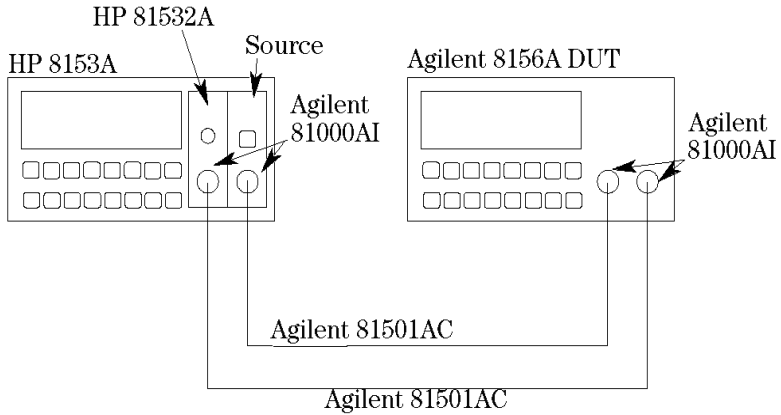 HP 81532A
Source
HP 8153A
Agilent 8156A DUT
Agilent
81000AI
Agilent
81000AI
Agilent 81501AC
Agilent 81501AC